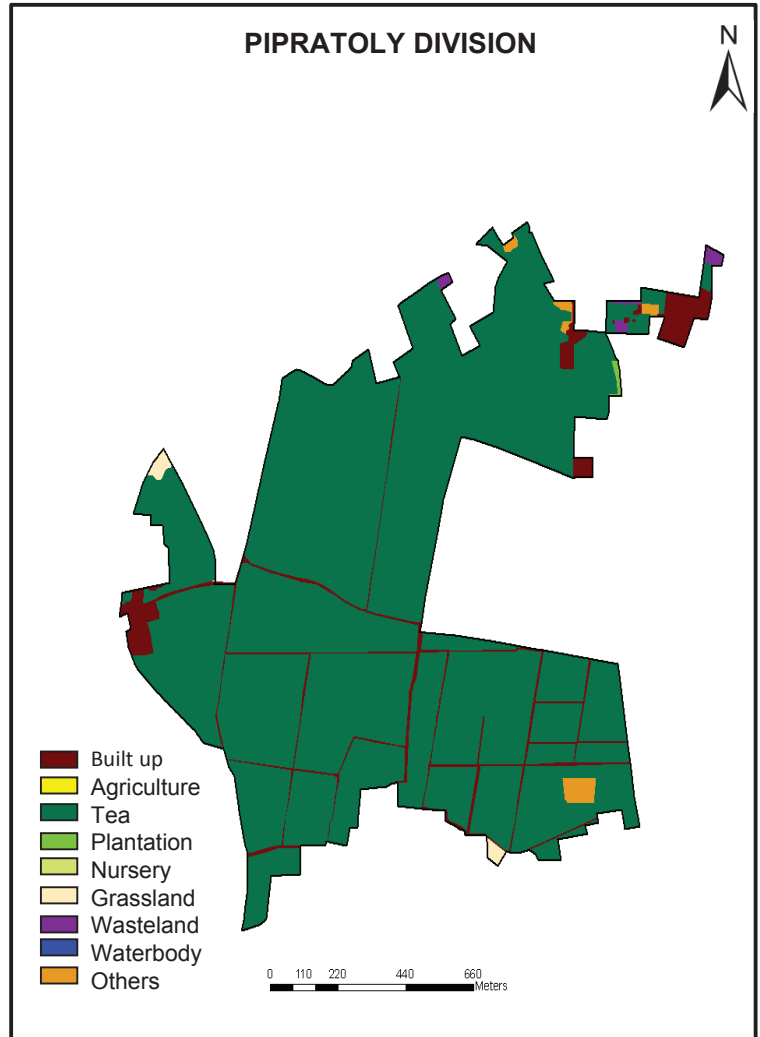 PIPRATOLY DIVISION
N
Built up
Agriculture
Tea
Plantation
Nursery
Grassland
Wasteland
Waterbody
Others
0 110 220 440 660
Meters